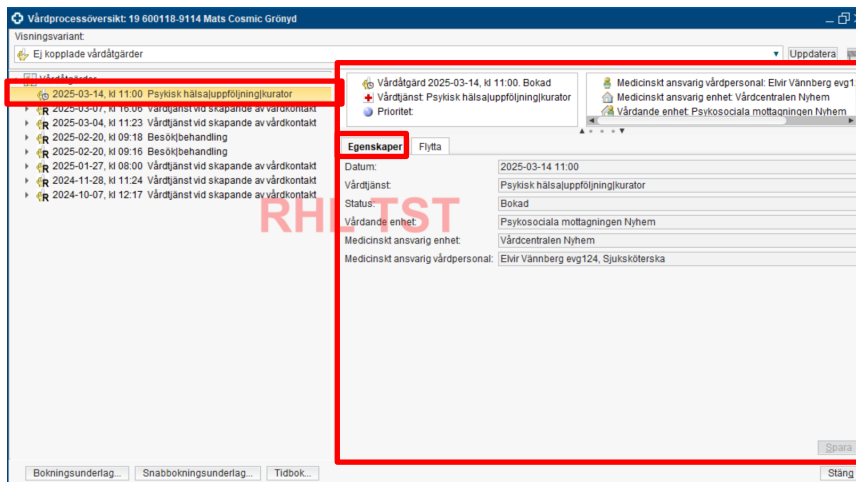 Vårdprocessöversikt: 19 600118-9114 Mats Cosmic Grönyd
Visningsvariant:
Ej kopplade vårdåtgärder
Uppdatera
Vårdåtgärder
2025-03-14, kl 11:00 Psykisk hälsa|uppföljning|kurator
2025-03-07, kl 16:06 Vårdtjänst vid skapande av vårdkontakt
2025-03-04, kl 11:23 Vårdtjänst vid skapande av vårdkontakt
2025-02-20, kl 09:18 Besök|behandling
2025-02-20, kl 09:16 Besök|behandling
2025-01-27, kl 08:00 Vårdtjänst vid skapande av vårdkontakt
2024-11-28, kl 11:24 Vårdtjänst vid skapande av vårdkontakt
2024-10-07, kl 12:17 Vårdtjänst vid skapande av vårdkontakt
Vårdåtgärd 2025-03-14, kl 11:00. Bokad
Vårdtjänst: Psykisk hälsa|uppföljning|kurator
Prioritet:
Medicinskt ansvarig vårdpersonal: Elvir Vännberg evg1
Medicinskt ansvarig enhet: Vårdcentralen Nyhem
Vårdande enhet: Psykosociala mottagningen Nyhem
Egenskaper Flytta
Datum: 2025-03-14 11:00
Vårdtjänst: Psykisk hälsa|uppföljning|kurator
Status: Bokad
Vårdande enhet: Psykosociala mottagningen Nyhem
Medicinskt ansvarig enhet: Vårdcentralen Nyhem
Medicinskt ansvarig vårdpersonal: Elvir Vännberg evg124, Sjuksköterska
RHL TST
Spara
Bokningsunderlag... Snabbokningsunderlag... Tidbok... Stäng